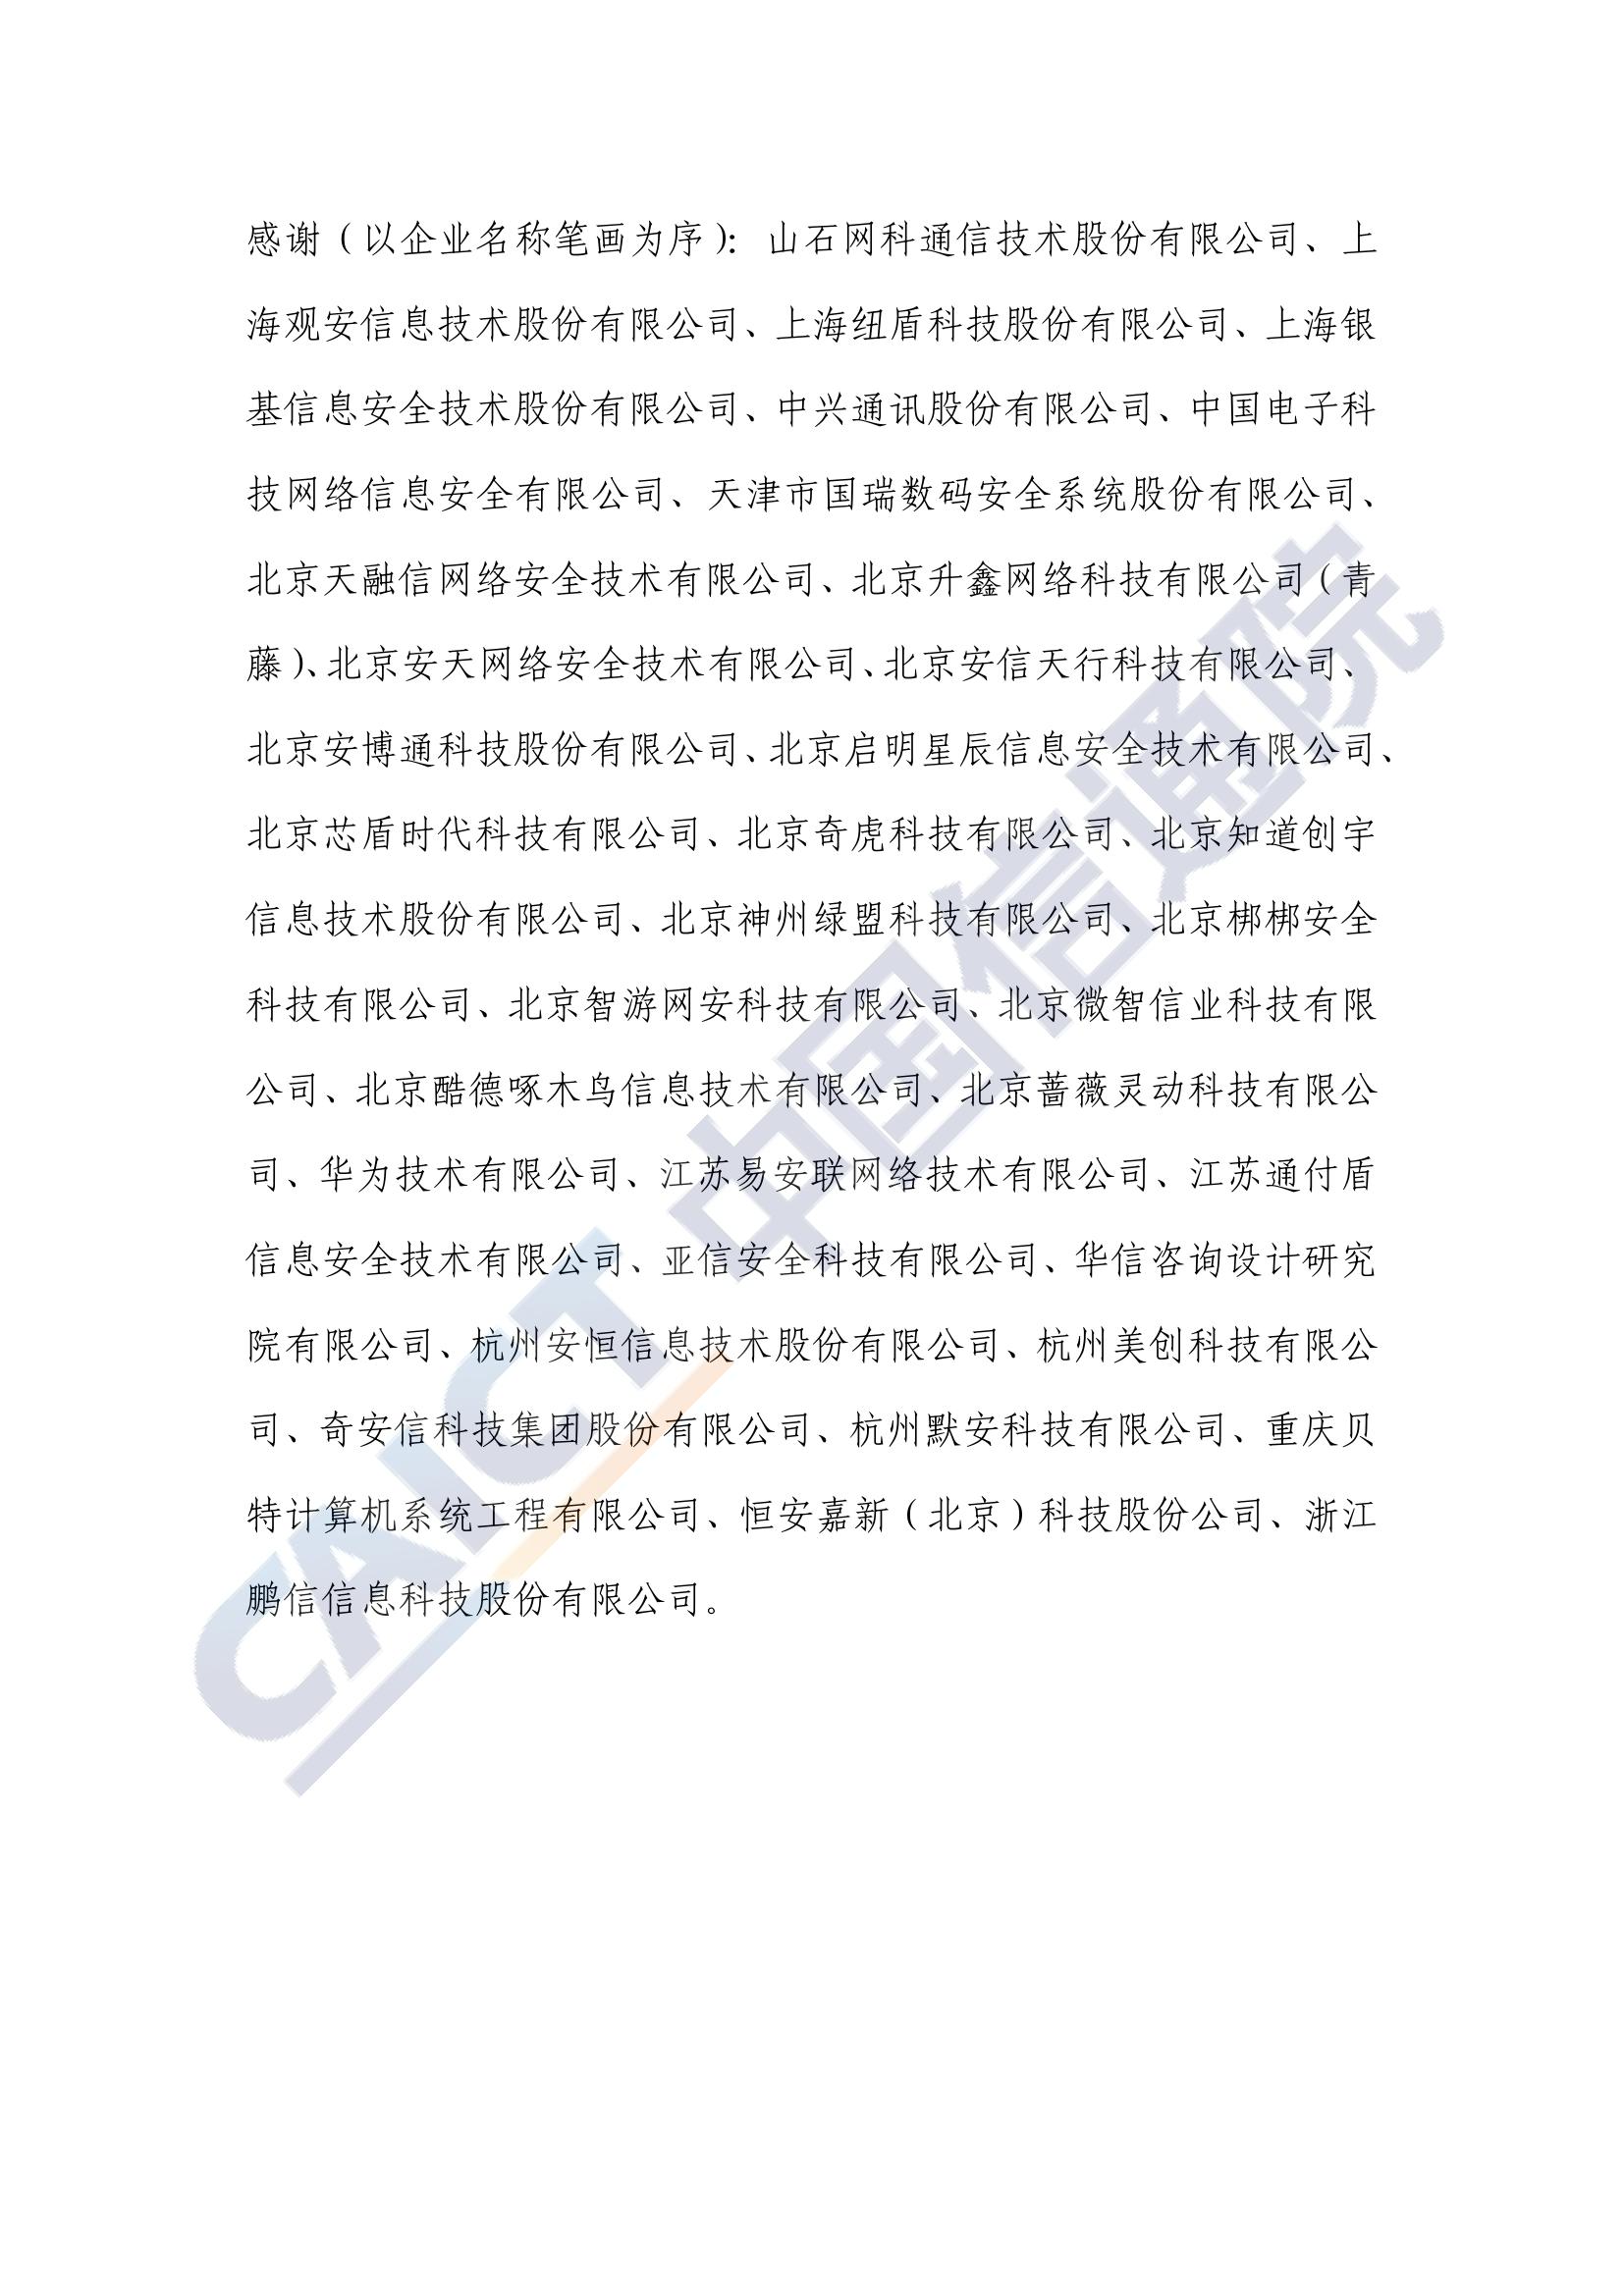 感谢（以企业名称笔画为序）：山石网科通信技术股份有限公司、上
海观安信息技术股份有限公司、上海纽盾科技股份有限公司、上海银
基信息安全技术股份有限公司、中兴通讯股份有限公司、中国电子科
技网络信息安全有限公司、天津市国瑞数码安全系统股份有限公司、
北京天融信网络安全技术有限公司、北京升鑫网络科技有限公司（青
藤）、北京安天网络安全技术有限公司、北京安信天行科技有限公司、
北京安博通科技股份有限公司、北京启明星辰信息安全技术有限公司、
北京芯盾时代科技有限公司、北京奇虎科技有限公司、北京知道创宇
信息技术股份有限公司、北京神州绿盟科技有限公司、北京梆梆安全
科技有限公司、北京智游网安科技有限公司、北京微智信业科技有限
公司、北京酷德啄木鸟信息技术有限公司、北京蔷薇灵动科技有限公
司、华为技术有限公司、江苏易安联网络技术有限公司、江苏通付盾
信息安全技术有限公司、亚信安全科技有限公司、华信咨询设计研究
院有限公司、杭州安恒信息技术股份有限公司、杭州美创科技有限公
司、奇安信科技集团股份有限公司、杭州默安科技有限公司、重庆贝
特计算机系统工程有限公司、恒安嘉新（北京）科技股份公司、浙江
鹏信信息科技股份有限公司。
CAICT 中国信通院